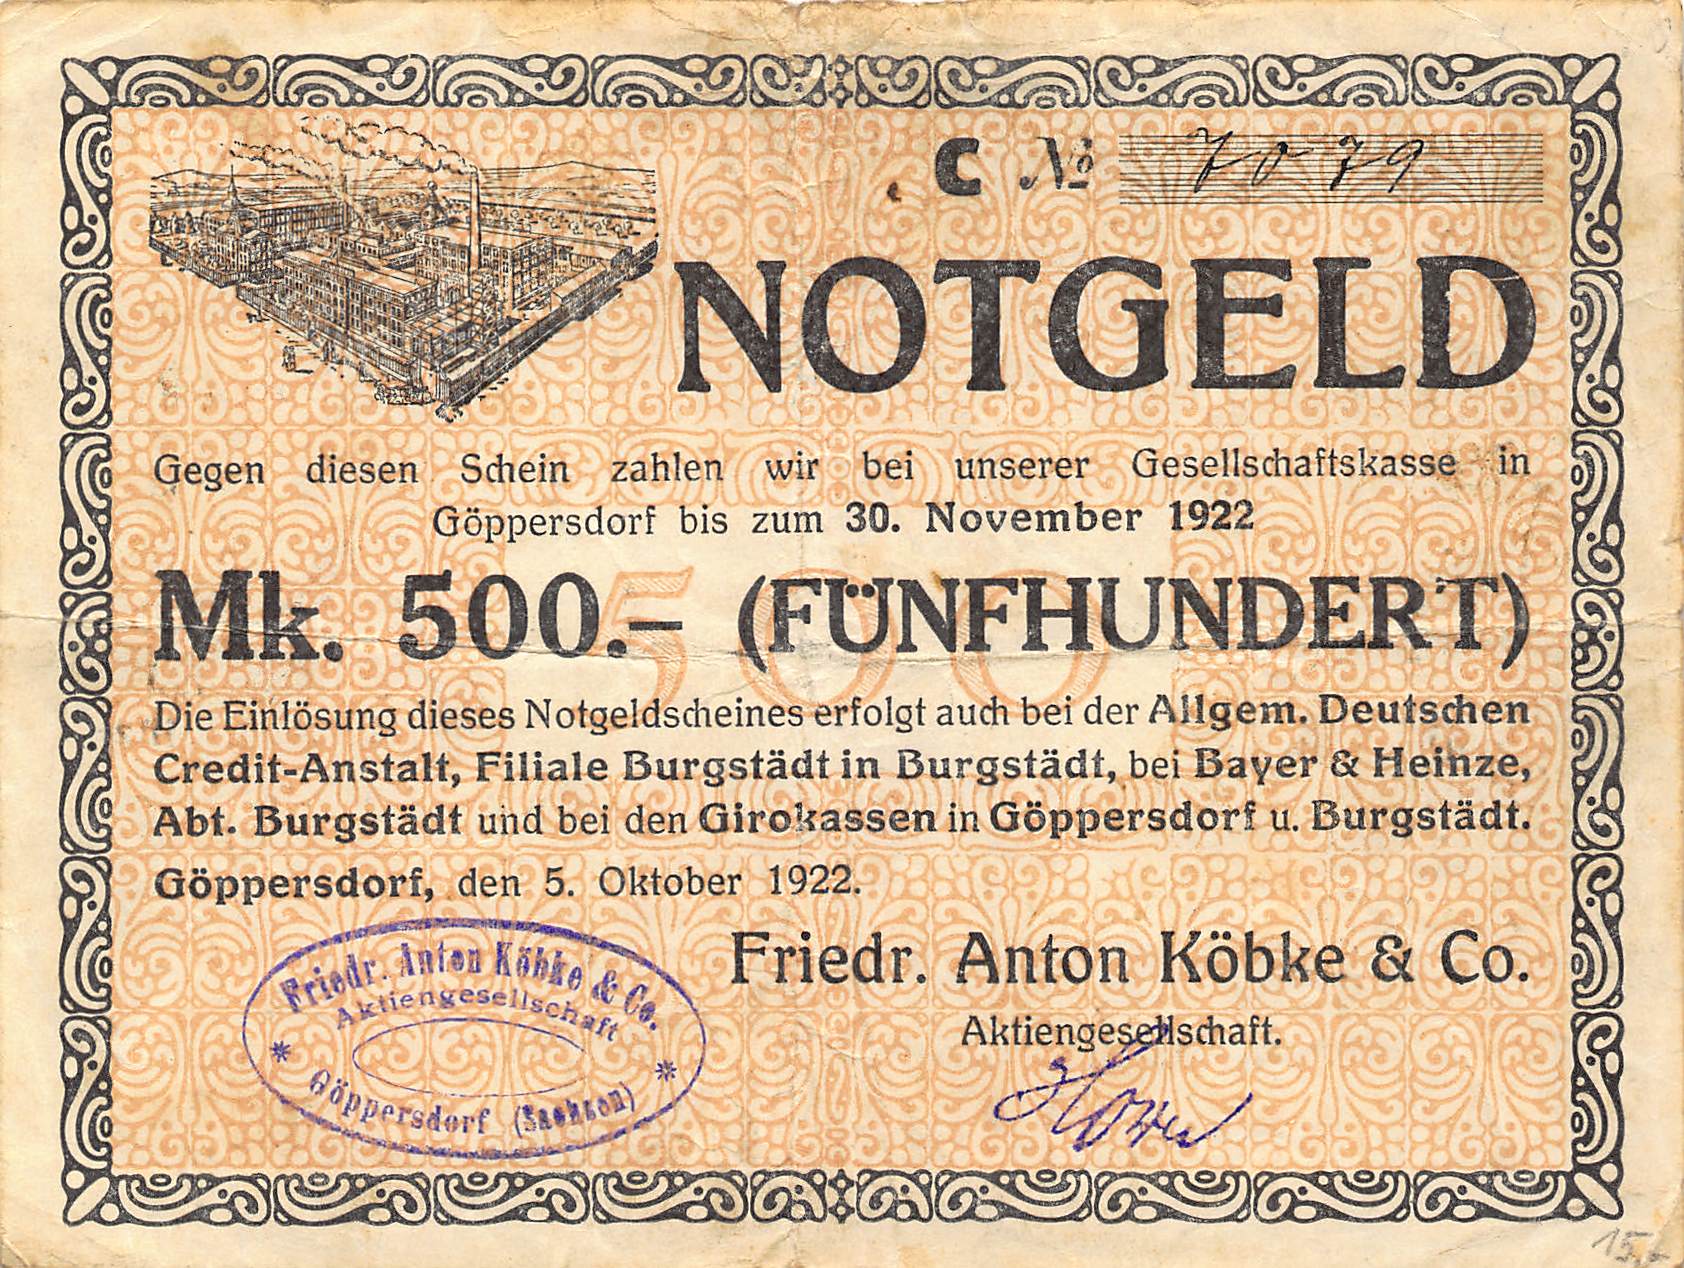 C № 7079
NOTGELD
Gegen diesen Schein zahlen wir bei unserer Gesellschaftskasse in
Göppersdorf bis zum 30. November 1922
500
Mk. 500.– (FÜNFHUNDERT)
Die Einlösung dieses Notgeldscheines erfolgt auch bei der Allgem. Deutschen
Credit-Anstalt, Filiale Burgstädt in Burgstädt, bei Bayer & Heinze,
Abt. Burgstädt und bei den Girokassen in Göppersdorf u. Burgstädt.
Göppersdorf, den 5. Oktober 1922.
Friedr. Anton Köbke & Co.
Aktiengesellschaft.
Friedr. Anton Köbke & Co.
Aktiengesellschaft
* Göppersdorf (Sachsen) *
15,-